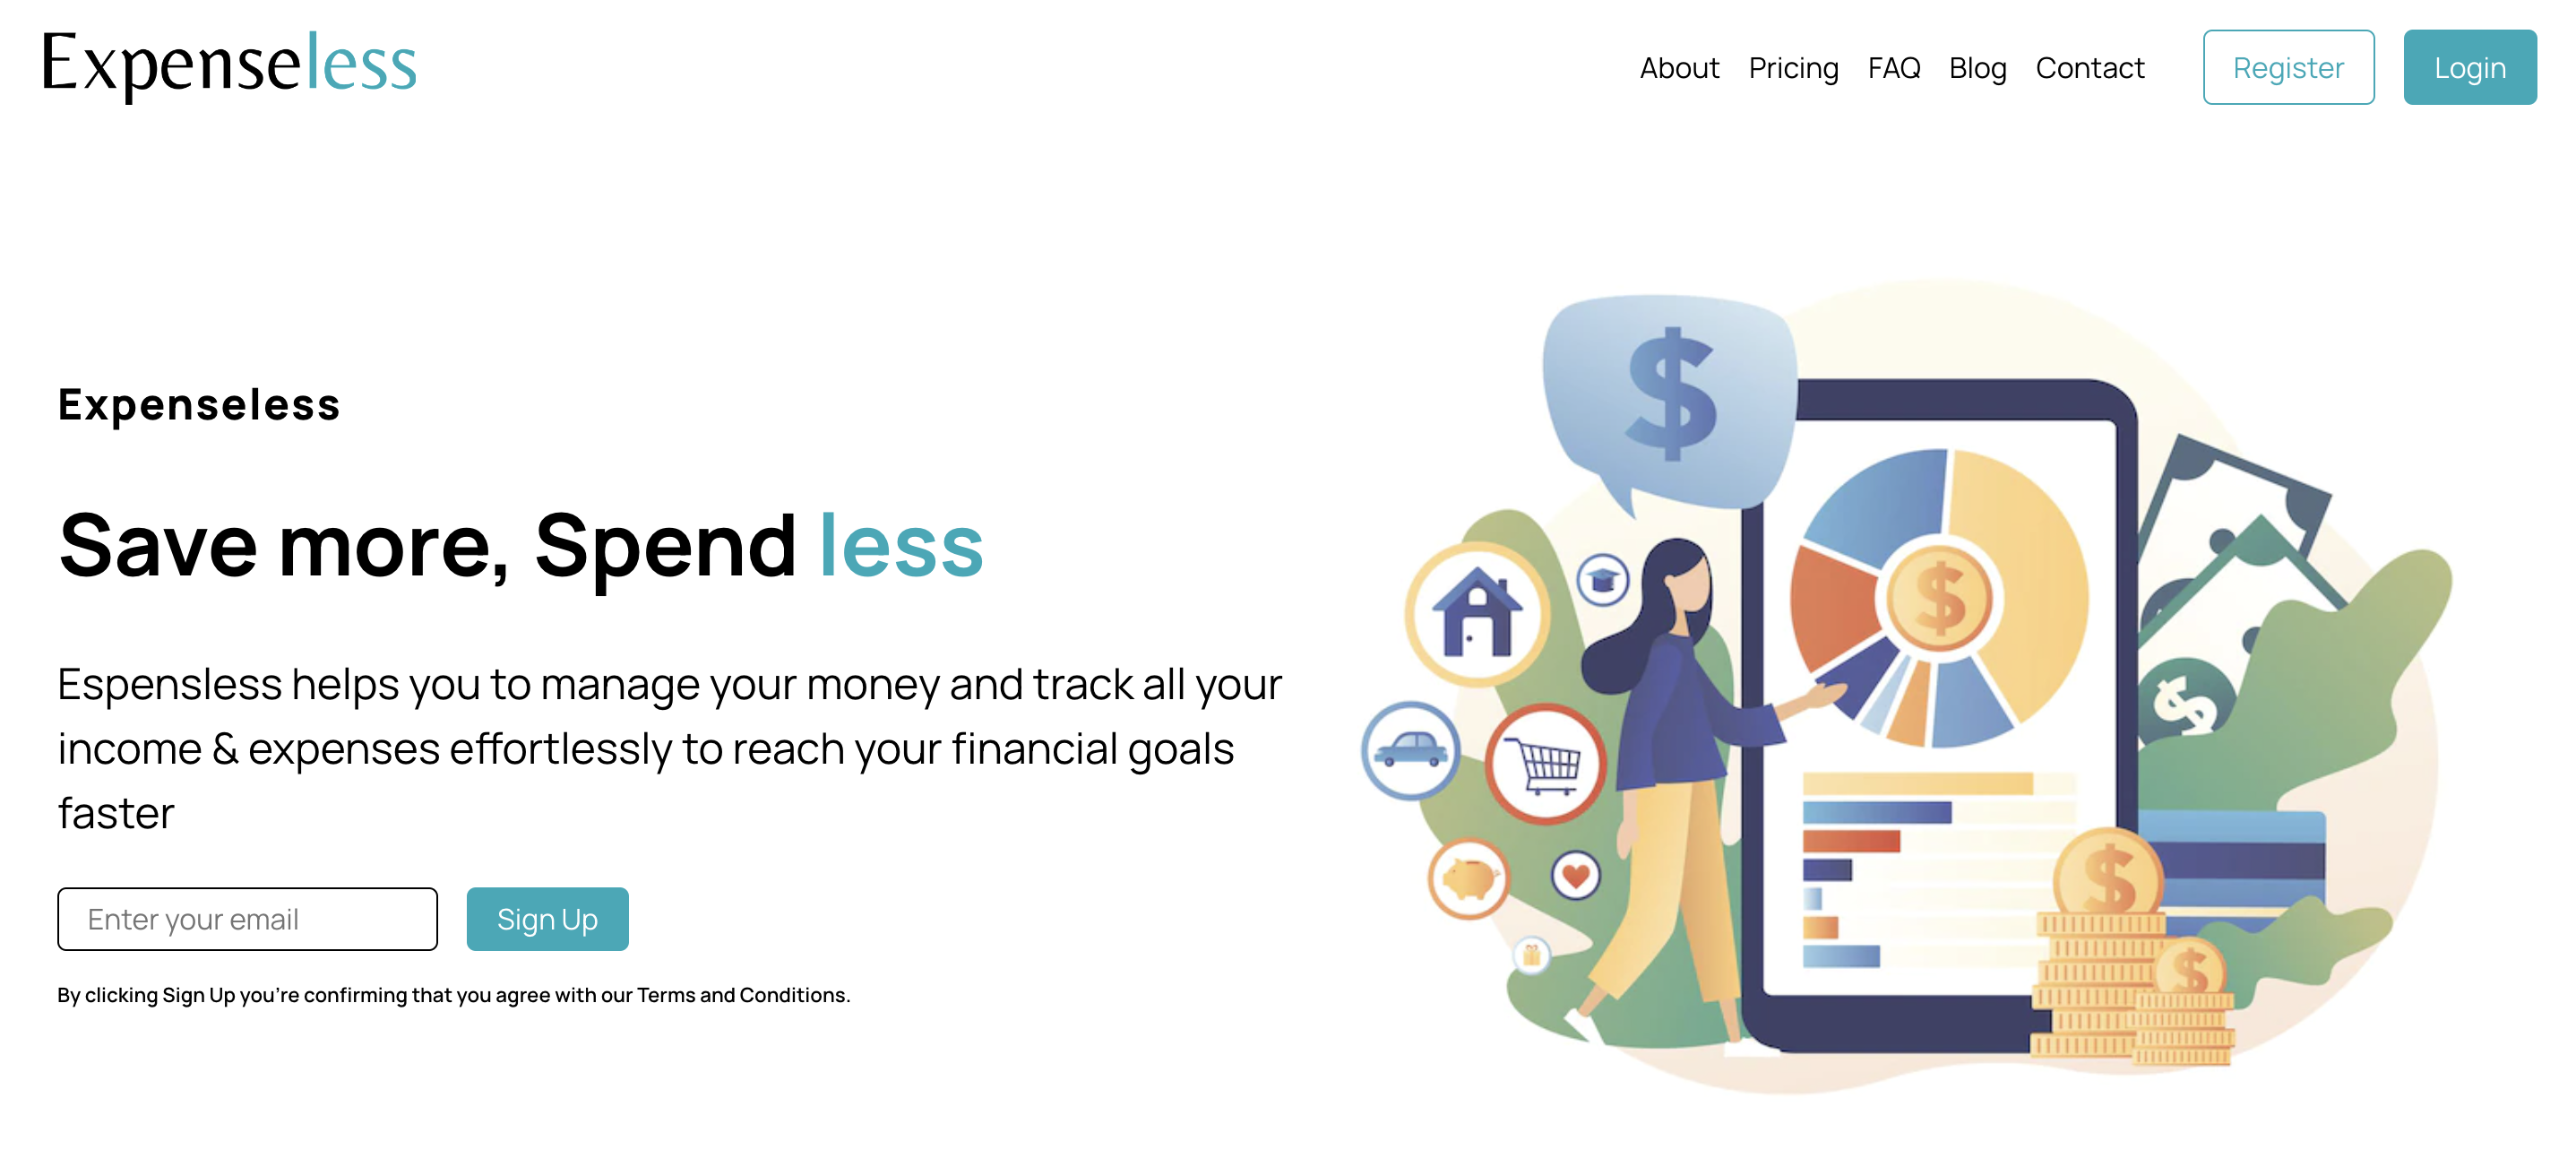 Expenseless
About Pricing FAQ Blog Contact Register Login
Expenseless
Save more, Spend less
Espensless helps you to manage your money and track all your
income & expenses effortlessly to reach your financial goals
faster
Enter your email Sign Up
By clicking Sign Up you're confirming that you agree with our Terms and Conditions.
$
$
$
$
$